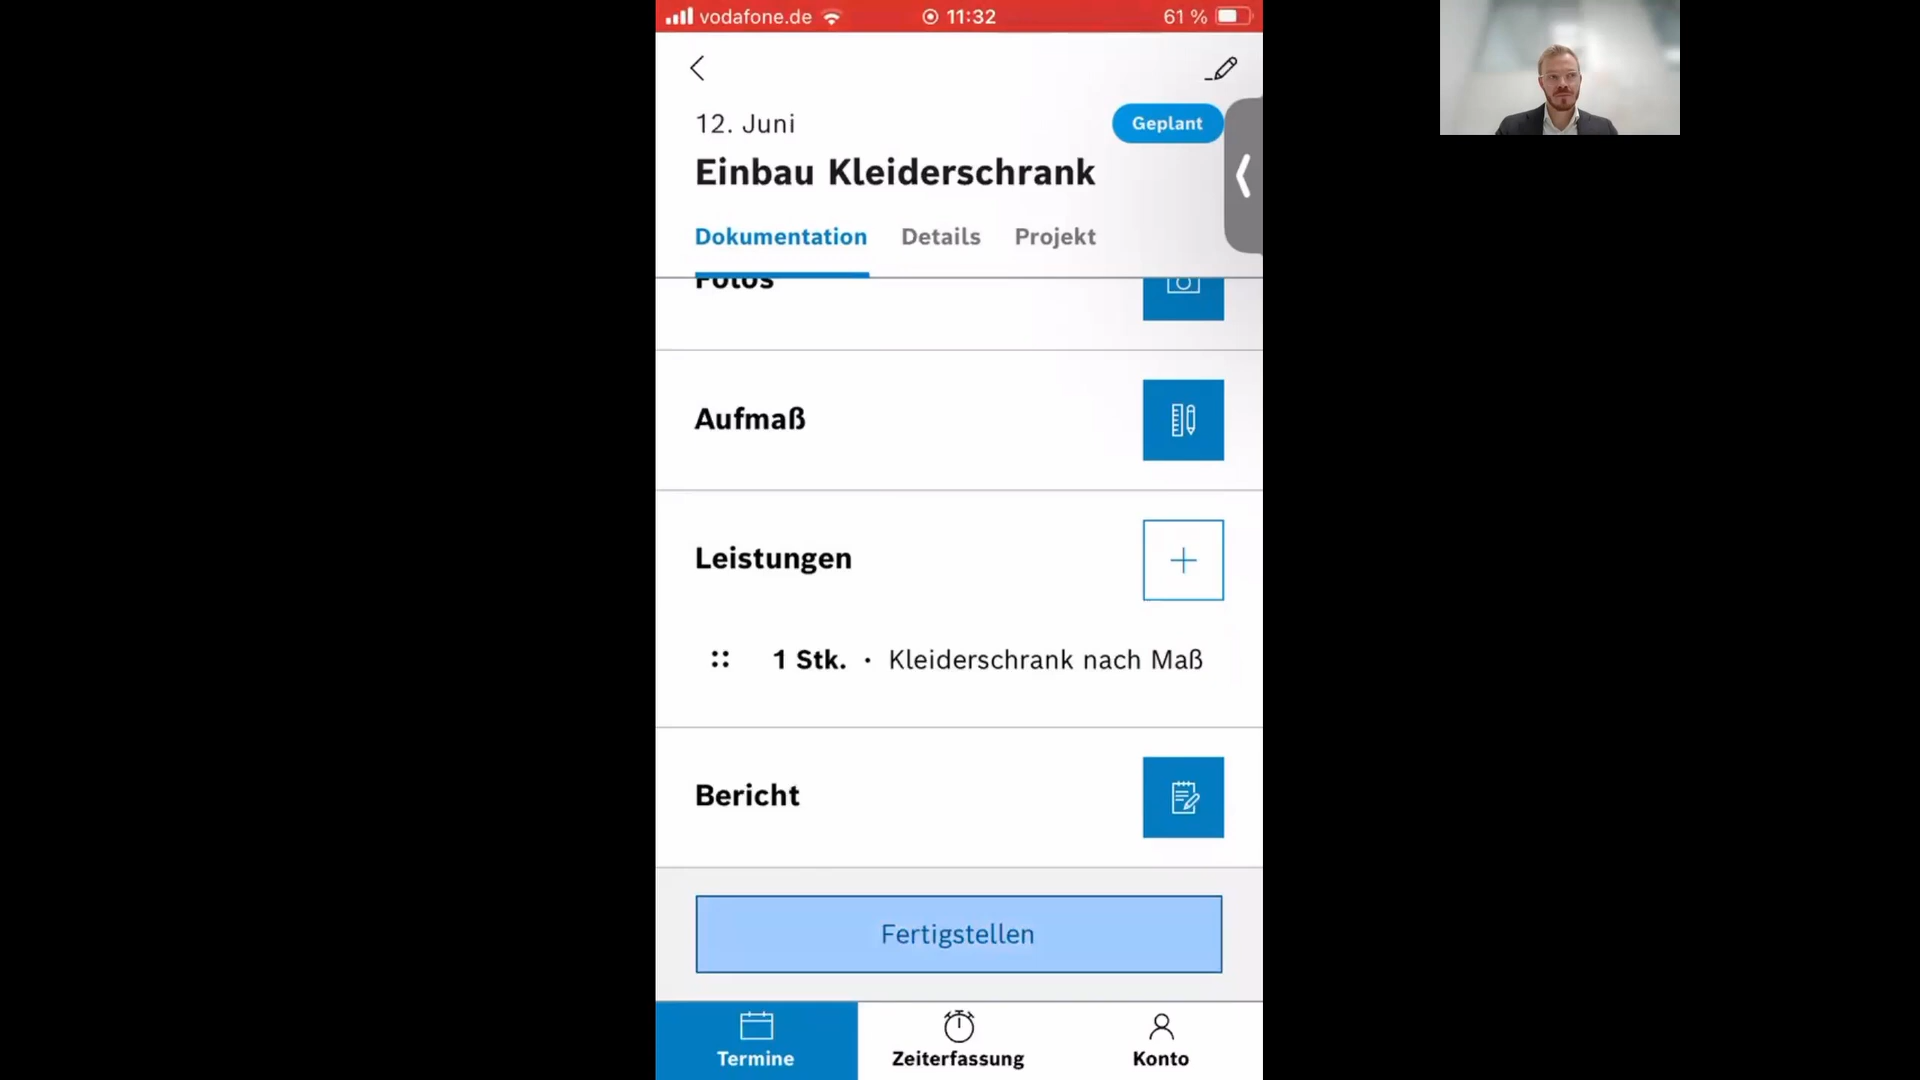 vodafone.de 11:32 61 %
12. Juni Geplant
Einbau Kleiderschrank
Dokumentation Details Projekt
Fotos
Aufmaß
Leistungen
1 Stk. · Kleiderschrank nach Maß
Bericht
Fertigstellen
Termine Zeiterfassung Konto